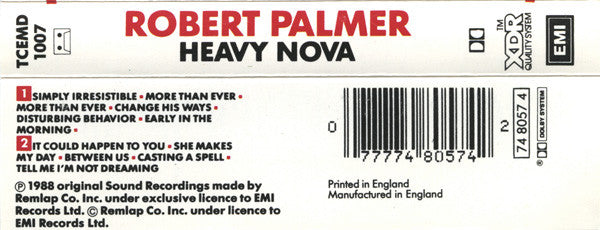 TCEMD
1007
ROBERT PALMER
HEAVY NOVA
XDR™
QUALITY SYSTEM
EMI
1 SIMPLY IRRESISTIBLE • MORE THAN EVER •
MORE THAN EVER • CHANGE HIS WAYS •
DISTURBING BEHAVIOR • EARLY IN THE
MORNING •
2 IT COULD HAPPEN TO YOU • SHE MAKES
MY DAY • BETWEEN US • CASTING A SPELL •
TELL ME I'M NOT DREAMING
℗ 1988 original Sound Recordings made by
Remlap Co. Inc. under exclusive licence to EMI
Records Ltd. © Remlap Co. Inc. under licence to
EMI Records Ltd.
0 77774 80574 2
Printed in England
Manufactured in England
74 8057 4
® DOLBY SYSTEM